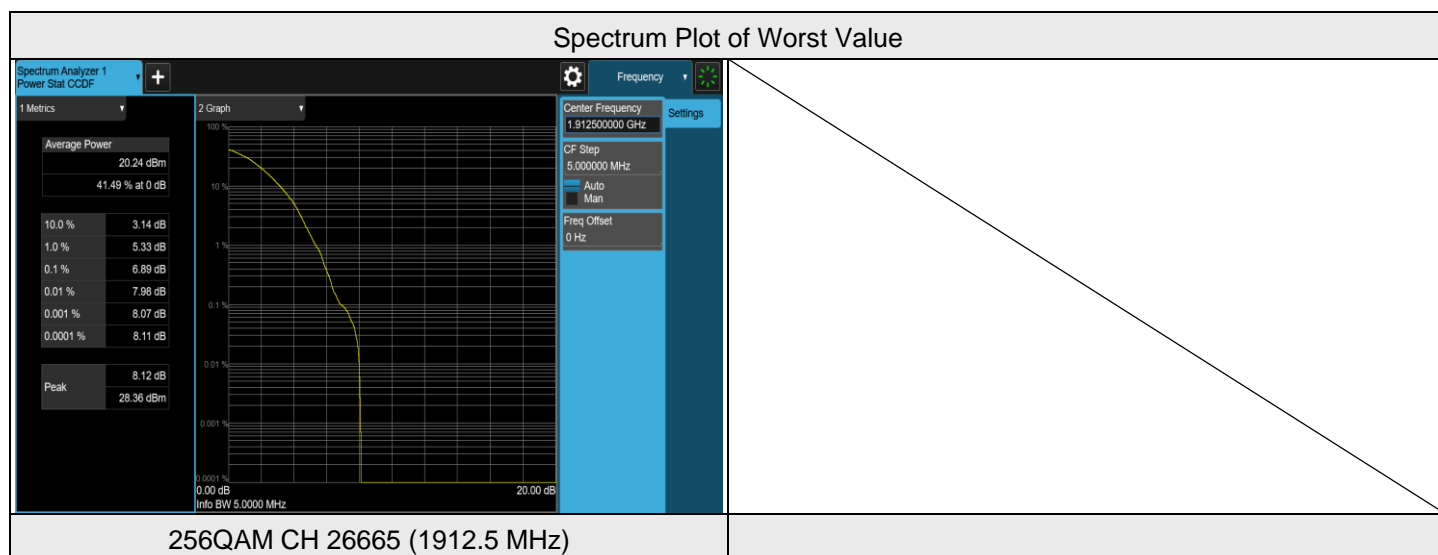 Spectrum Plot of Worst Value
Spectrum Analyzer 1
Power Stat CCDF
+
Frequency
1 Metrics
2 Graph
Center Frequency
1.912500000 GHz
Settings
CF Step
5.000000 MHz
Auto
Man
Freq Offset
0 Hz
Average Power
20.24 dBm
41.49 % at 0 dB
10.0 % 3.14 dB
1.0 % 5.33 dB
0.1 % 6.89 dB
0.01 % 7.98 dB
0.001 % 8.07 dB
0.0001 % 8.11 dB
Peak
8.12 dB
28.36 dBm
100 %
10 %
1 %
0.1 %
0.01 %
0.001 %
0.0001 %
0.00 dB 20.00 dB
Info BW 5.0000 MHz
256QAM CH 26665 (1912.5 MHz)